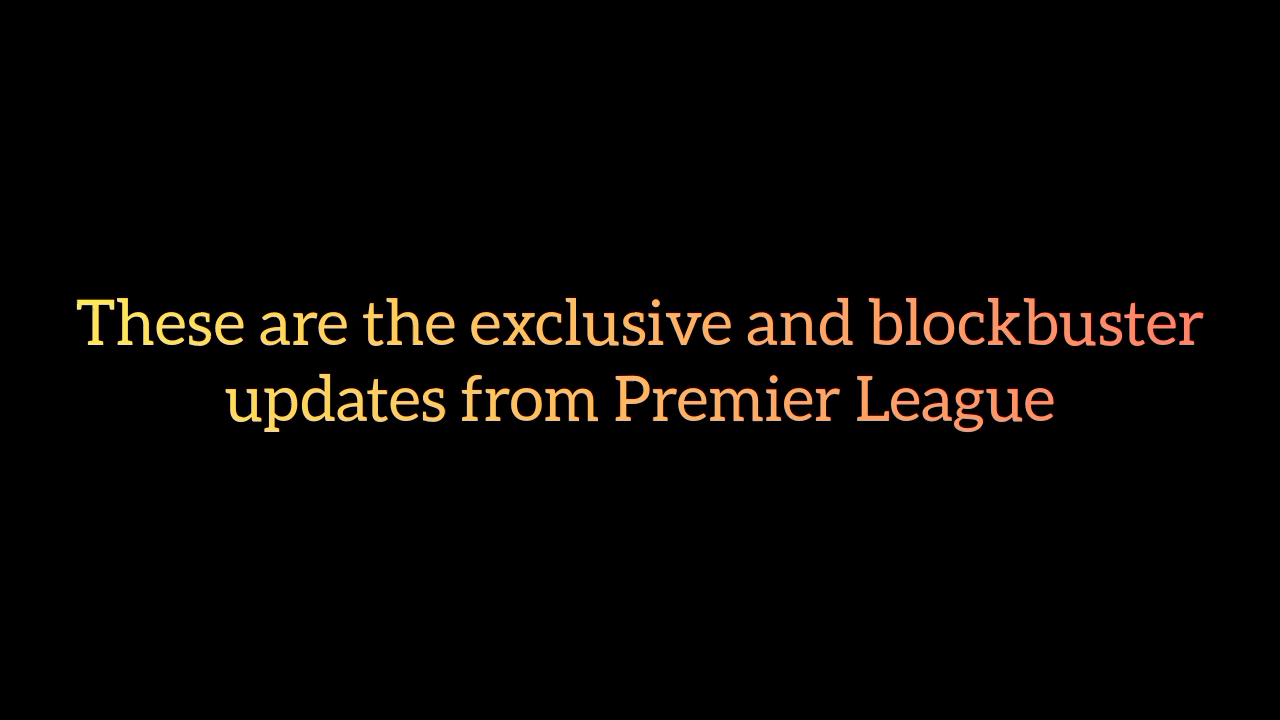 These are the exclusive and blockbuster
updates from Premier League